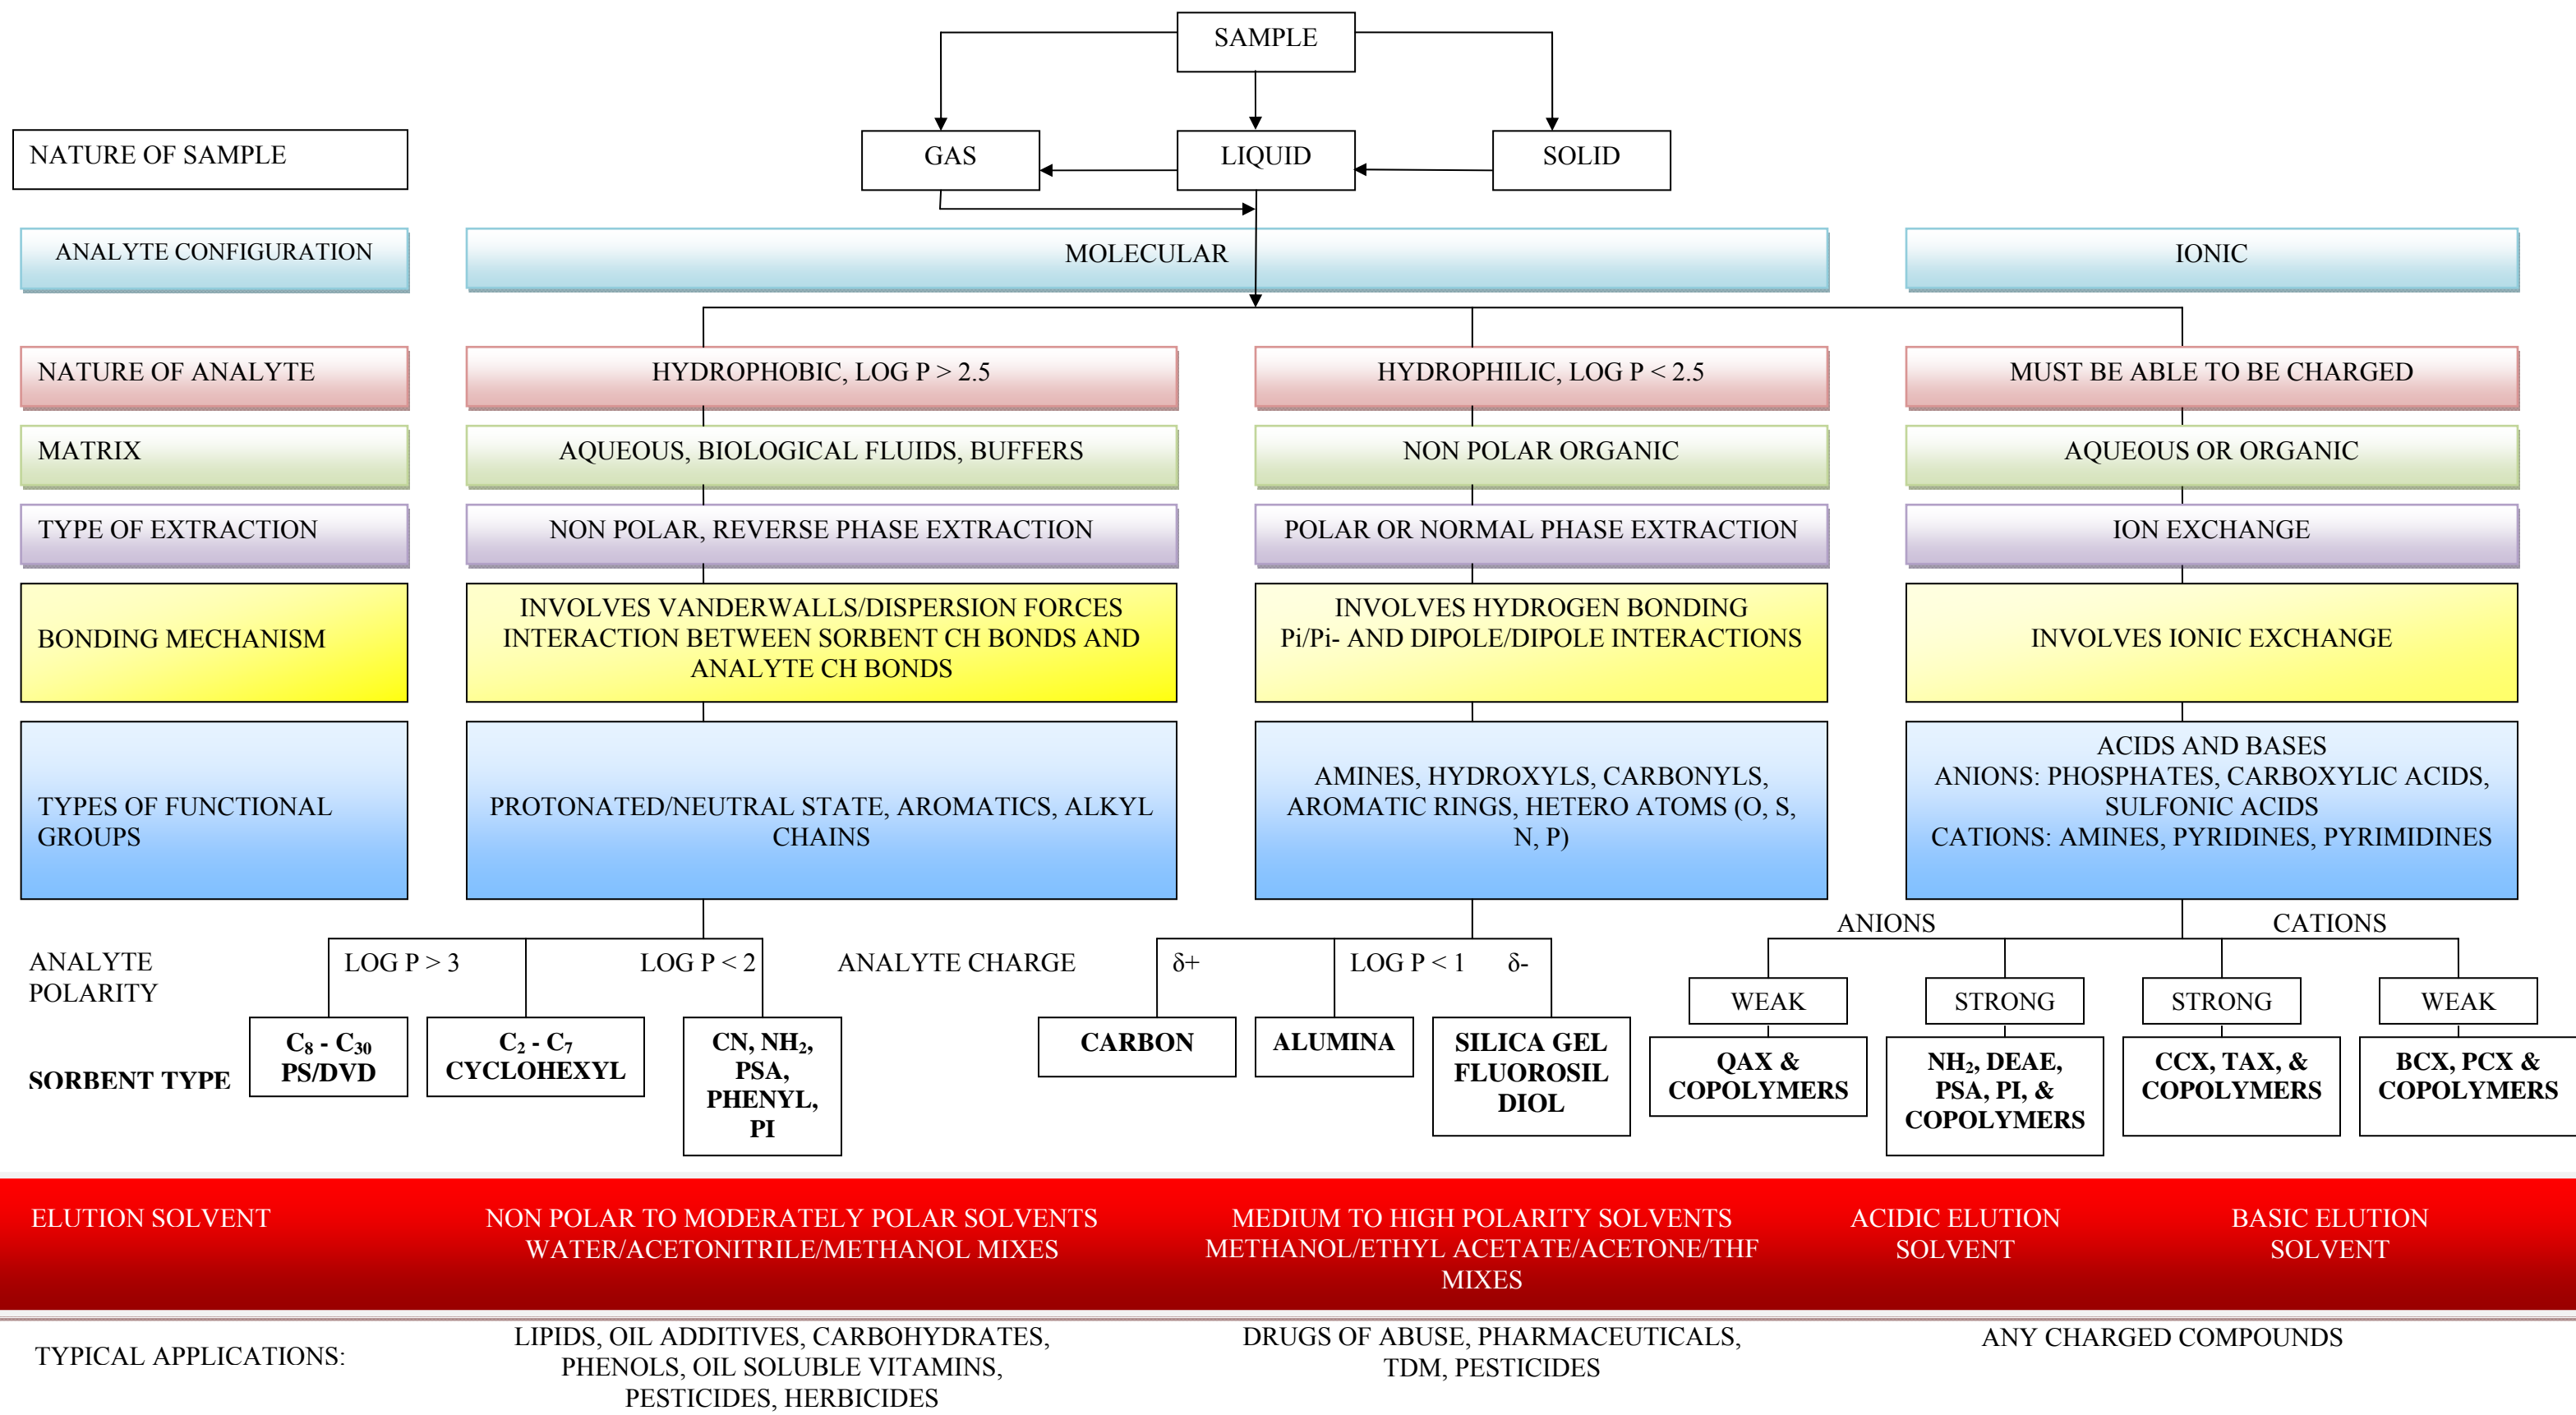 SAMPLE
NATURE OF SAMPLE
GAS
LIQUID
SOLID
ANALYTE CONFIGURATION
MOLECULAR
IONIC
NATURE OF ANALYTE
HYDROPHOBIC, LOG P > 2.5
HYDROPHILIC, LOG P < 2.5
MUST BE ABLE TO BE CHARGED
MATRIX
AQUEOUS, BIOLOGICAL FLUIDS, BUFFERS
NON POLAR ORGANIC
AQUEOUS OR ORGANIC
TYPE OF EXTRACTION
NON POLAR, REVERSE PHASE EXTRACTION
POLAR OR NORMAL PHASE EXTRACTION
ION EXCHANGE
BONDING MECHANISM
INVOLVES VANDERWALLS/DISPERSION FORCES
INTERACTION BETWEEN SORBENT CH BONDS AND
ANALYTE CH BONDS
INVOLVES HYDROGEN BONDING
Pi/Pi- AND DIPOLE/DIPOLE INTERACTIONS
INVOLVES IONIC EXCHANGE
TYPES OF FUNCTIONAL
GROUPS
PROTONATED/NEUTRAL STATE, AROMATICS, ALKYL
CHAINS
AMINES, HYDROXYLS, CARBONYLS,
AROMATIC RINGS, HETERO ATOMS (O, S,
N, P)
ACIDS AND BASES
ANIONS: PHOSPHATES, CARBOXYLIC ACIDS,
SULFONIC ACIDS
CATIONS: AMINES, PYRIDINES, PYRIMIDINES
ANIONS
CATIONS
ANALYTE
POLARITY
LOG P > 3
LOG P < 2
ANALYTE CHARGE
δ+
LOG P < 1
δ-
WEAK
STRONG
STRONG
WEAK
SORBENT TYPE
C₈ - C₃₀
PS/DVD
C₂ - C₇
CYCLOHEXYL
CN, NH₂,
PSA,
PHENYL,
PI
CARBON
ALUMINA
SILICA GEL
FLUOROSIL
DIOL
QAX &
COPOLYMERS
NH₂, DEAE,
PSA, PI, &
COPOLYMERS
CCX, TAX, &
COPOLYMERS
BCX, PCX &
COPOLYMERS
ELUTION SOLVENT
NON POLAR TO MODERATELY POLAR SOLVENTS
WATER/ACETONITRILE/METHANOL MIXES
MEDIUM TO HIGH POLARITY SOLVENTS
METHANOL/ETHYL ACETATE/ACETONE/THF
MIXES
ACIDIC ELUTION
SOLVENT
BASIC ELUTION
SOLVENT
TYPICAL APPLICATIONS:
LIPIDS, OIL ADDITIVES, CARBOHYDRATES,
PHENOLS, OIL SOLUBLE VITAMINS,
PESTICIDES, HERBICIDES
DRUGS OF ABUSE, PHARMACEUTICALS,
TDM, PESTICIDES
ANY CHARGED COMPOUNDS